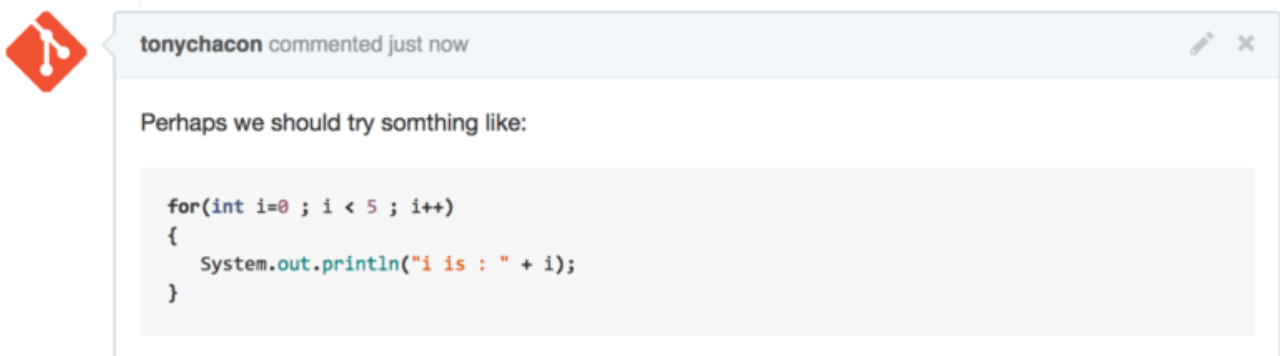 tonychacon commented just now
Perhaps we should try somthing like:
for(int i=0 ; i < 5 ; i++)
{
   System.out.println("i is : " + i);
}